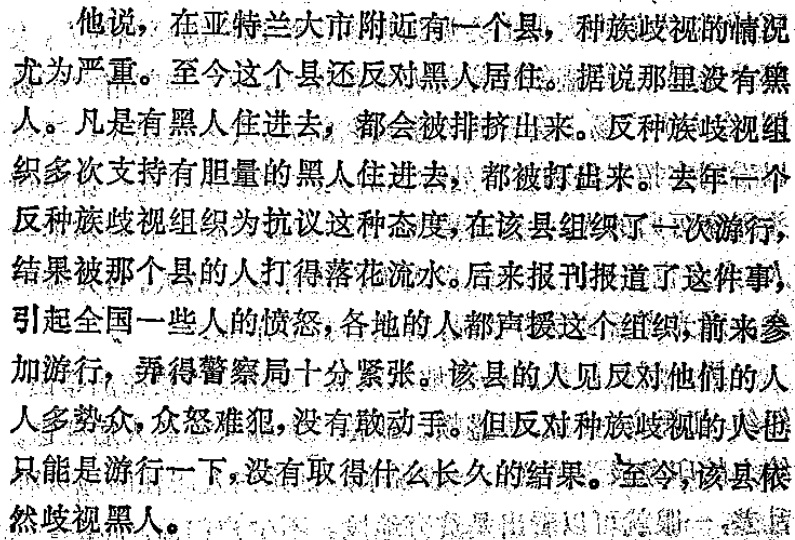 他说，在亚特兰大市附近有一个县，种族歧视的情况
尤为严重。至今这个县还反对黑人居住。据说那里没有黑
人。凡是有黑人住进去，都会被排挤出来。反种族歧视组
织多次支持有胆量的黑人住进去，都被打出来。去年一个
反种族歧视组织为抗议这种态度，在该县组织了一次游行，
结果被那个县的人打得落花流水。后来报刊报道了这件事，
引起全国一些人的愤怒，各地的人都声援这个组织，前来参
加游行，弄得警察局十分紧张。该县的人见反对他们的人
人多势众，众怒难犯，没有敢动手。但反对种族歧视的人也
只能是游行一下，没有取得什么长久的结果。至今，该县依
然歧视黑人。